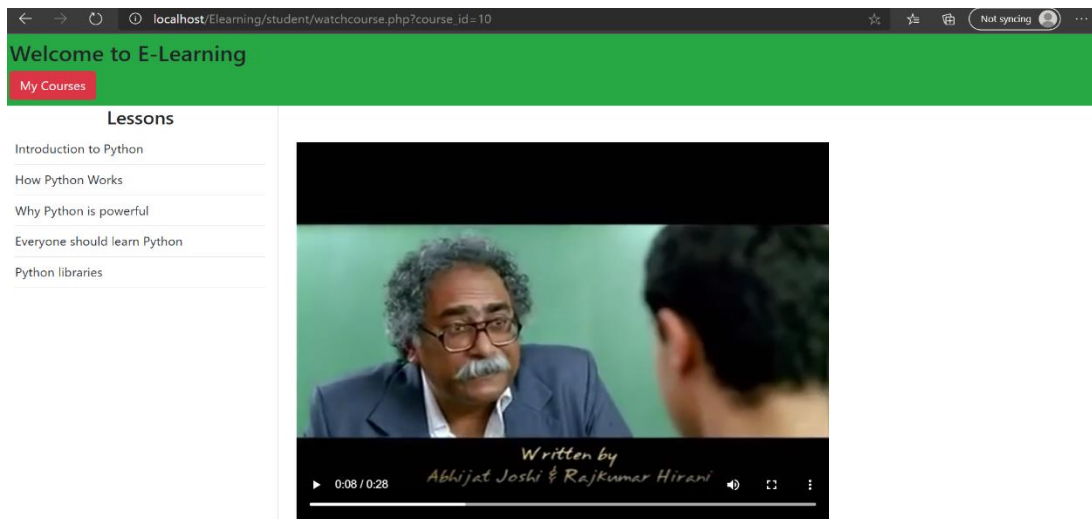 localhost/Elearning/student/watchcourse.php?course_id=10
Not syncing
Welcome to E-Learning
My Courses
Lessons
Introduction to Python
How Python Works
Why Python is powerful
Everyone should learn Python
Python libraries
Written by
Abhijat Joshi & Rajkumar Hirani
0:08 / 0:28